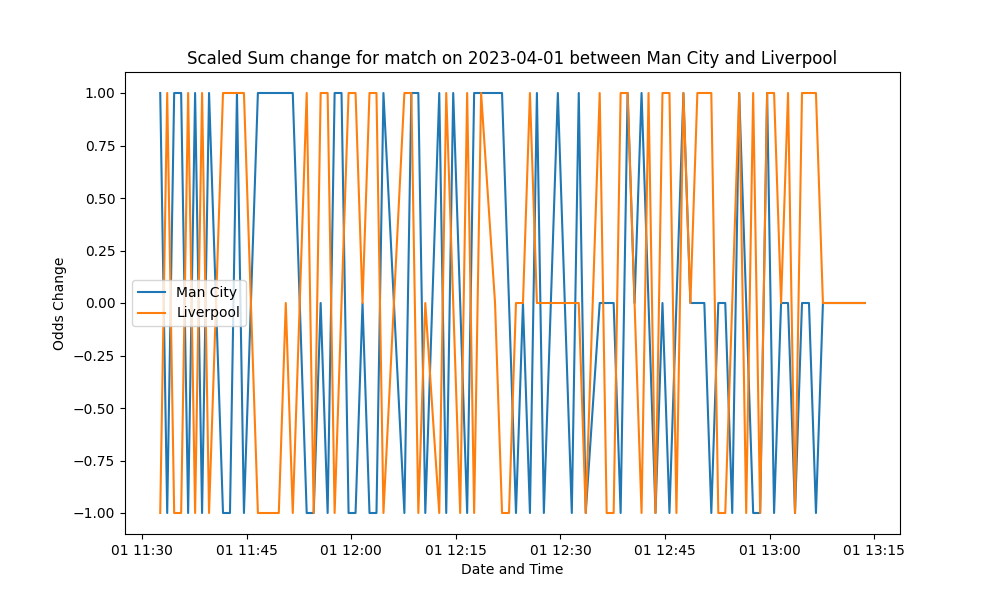 Scaled Sum change for match on 2023-04-01 between Man City and Liverpool
1.00
0.75
0.50
0.25
0.00
−0.25
−0.50
−0.75
−1.00
Odds Change
Man City
Liverpool
01 11:30 01 11:45 01 12:00 01 12:15 01 12:30 01 12:45 01 13:00 01 13:15
Date and Time